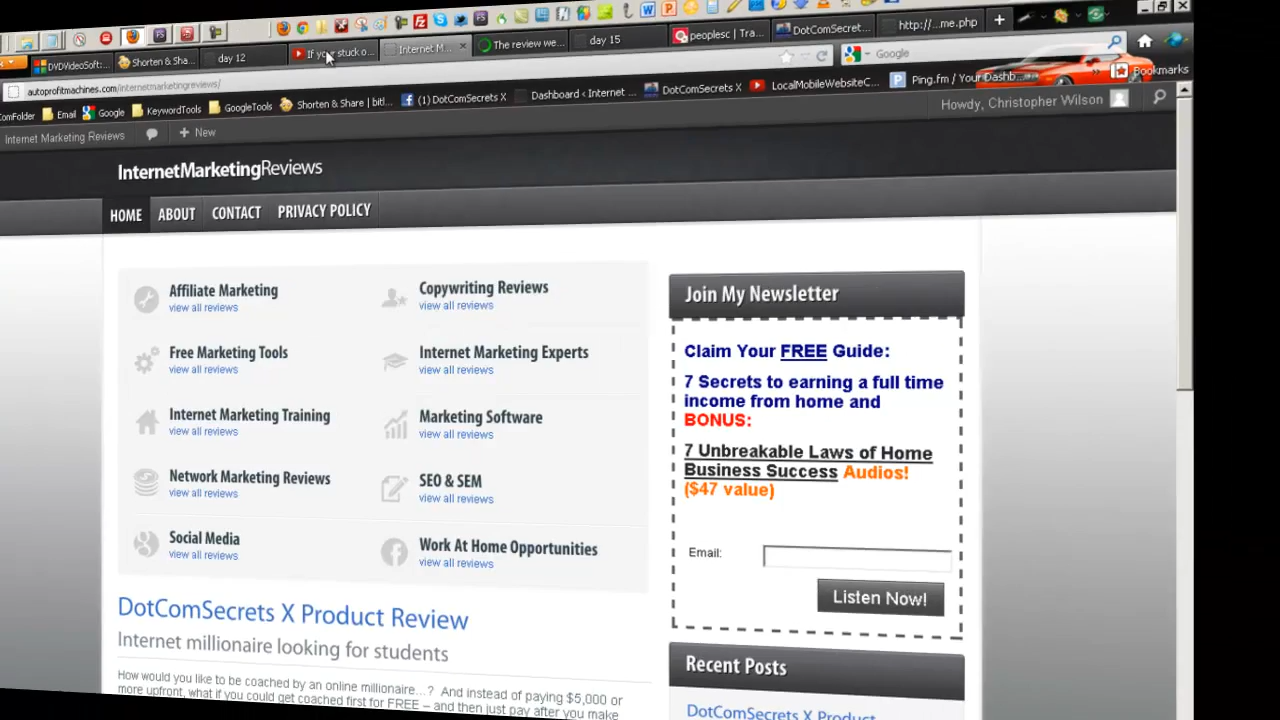 DVDVideoSoft:...
Shorten & Sha...
day 12
If you stuck o...
Internet M...
The review we...
day 15
peoplesc | Tra...
DotComSecret...
http://...me.php
autoprofitmachines.com/internetmarketingreviews/
Google
ComFolder
Email
Google
KeywordTools
GoogleTools
Shorten & Share | bitl...
(1) DotComSecrets X
Dashboard ‹ Internet ...
DotComSecrets X
LocalMobileWebsiteC...
Ping.fm / Your Dashb...
Bookmarks
Internet Marketing Reviews
New
Howdy, Christopher Wilson
InternetMarketingReviews
HOME
ABOUT
CONTACT
PRIVACY POLICY
Affiliate Marketing
view all reviews
Copywriting Reviews
view all reviews
Free Marketing Tools
view all reviews
Internet Marketing Experts
view all reviews
Internet Marketing Training
view all reviews
Marketing Software
view all reviews
Network Marketing Reviews
view all reviews
SEO & SEM
view all reviews
Social Media
view all reviews
Work At Home Opportunities
view all reviews
DotComSecrets X Product Review
Internet millionaire looking for students
How would you like to be coached by an online millionaire...? And instead of paying $5,000 or
more upfront, what if you could get coached first for FREE – and then just pay after you make
Join My Newsletter
Claim Your FREE Guide:
7 Secrets to earning a full time
income from home and
BONUS:
7 Unbreakable Laws of Home
Business Success Audios!
($47 value)
Email:
Listen Now!
Recent Posts
DotComSecrets X Product